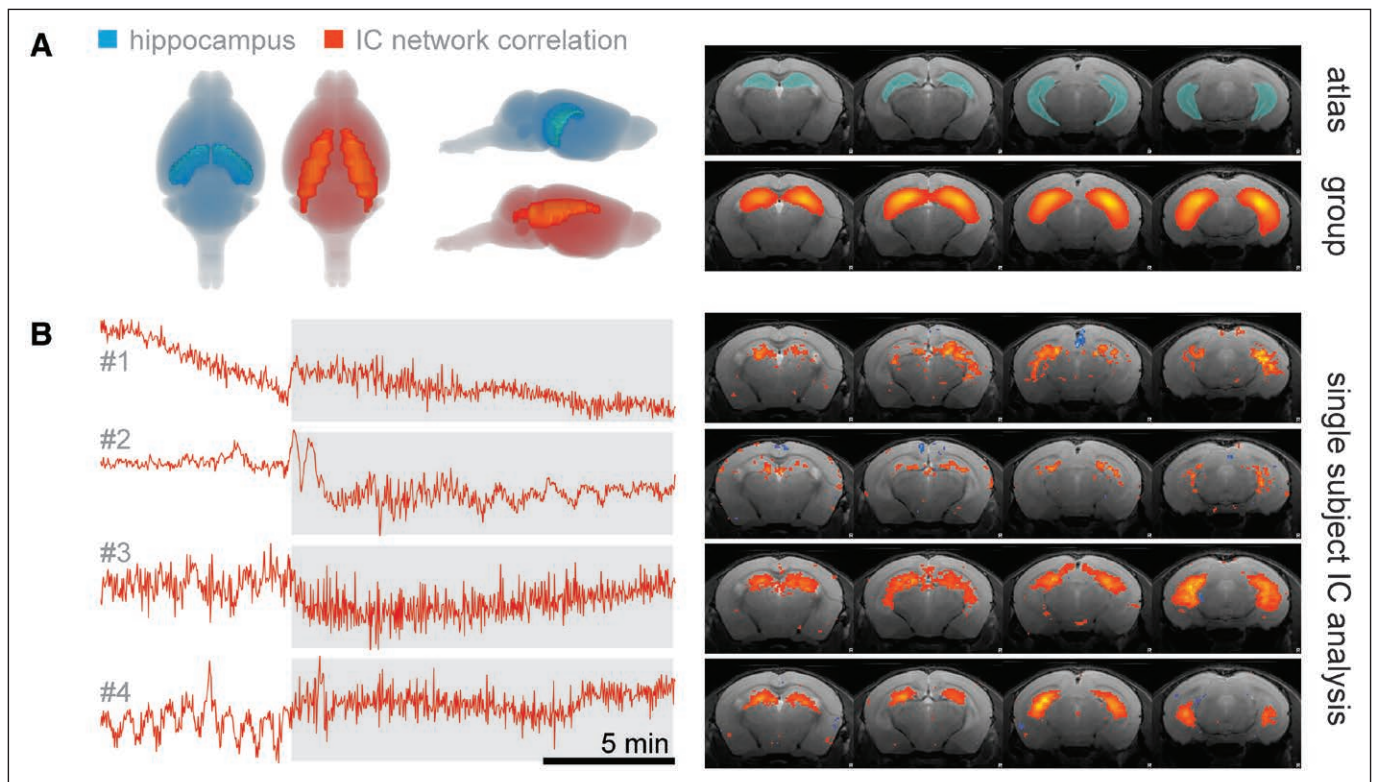 A
hippocampus
IC network correlation
atlas
group
B
#1
#2
#3
#4
5 min
single subject IC analysis